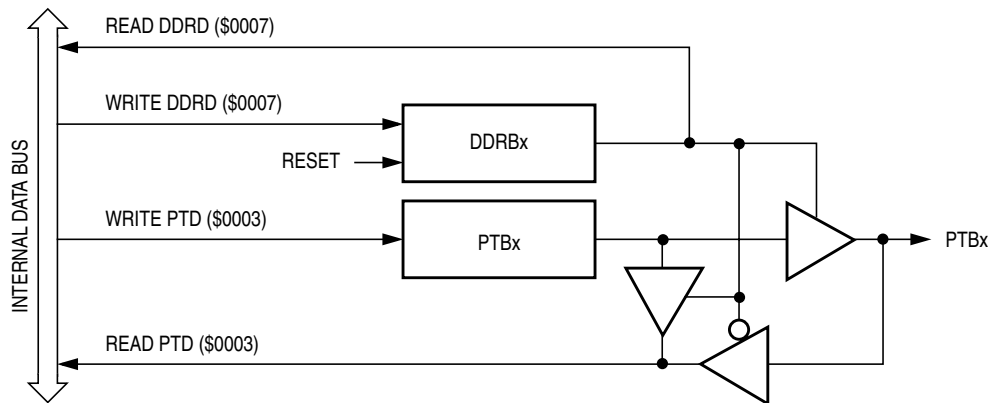 READ DDRD ($0007)
WRITE DDRD ($0007)
DDRBx
RESET
INTERNAL DATA BUS
WRITE PTD ($0003)
PTBx
PTBx
READ PTD ($0003)